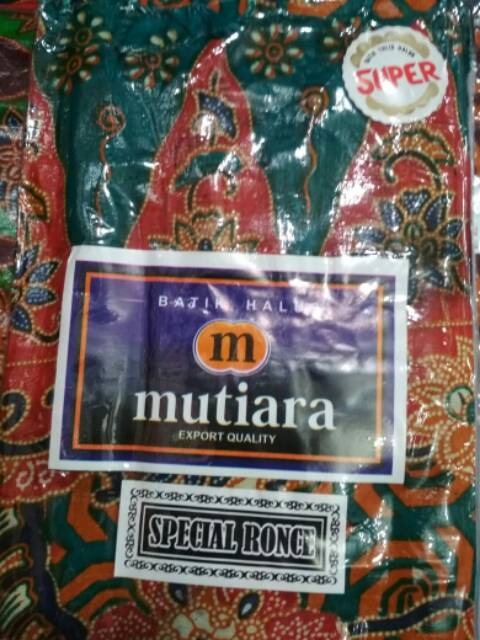 SUPER
BATIK HALUS
m
mutiara
EXPORT QUALITY
SPECIAL RONCE